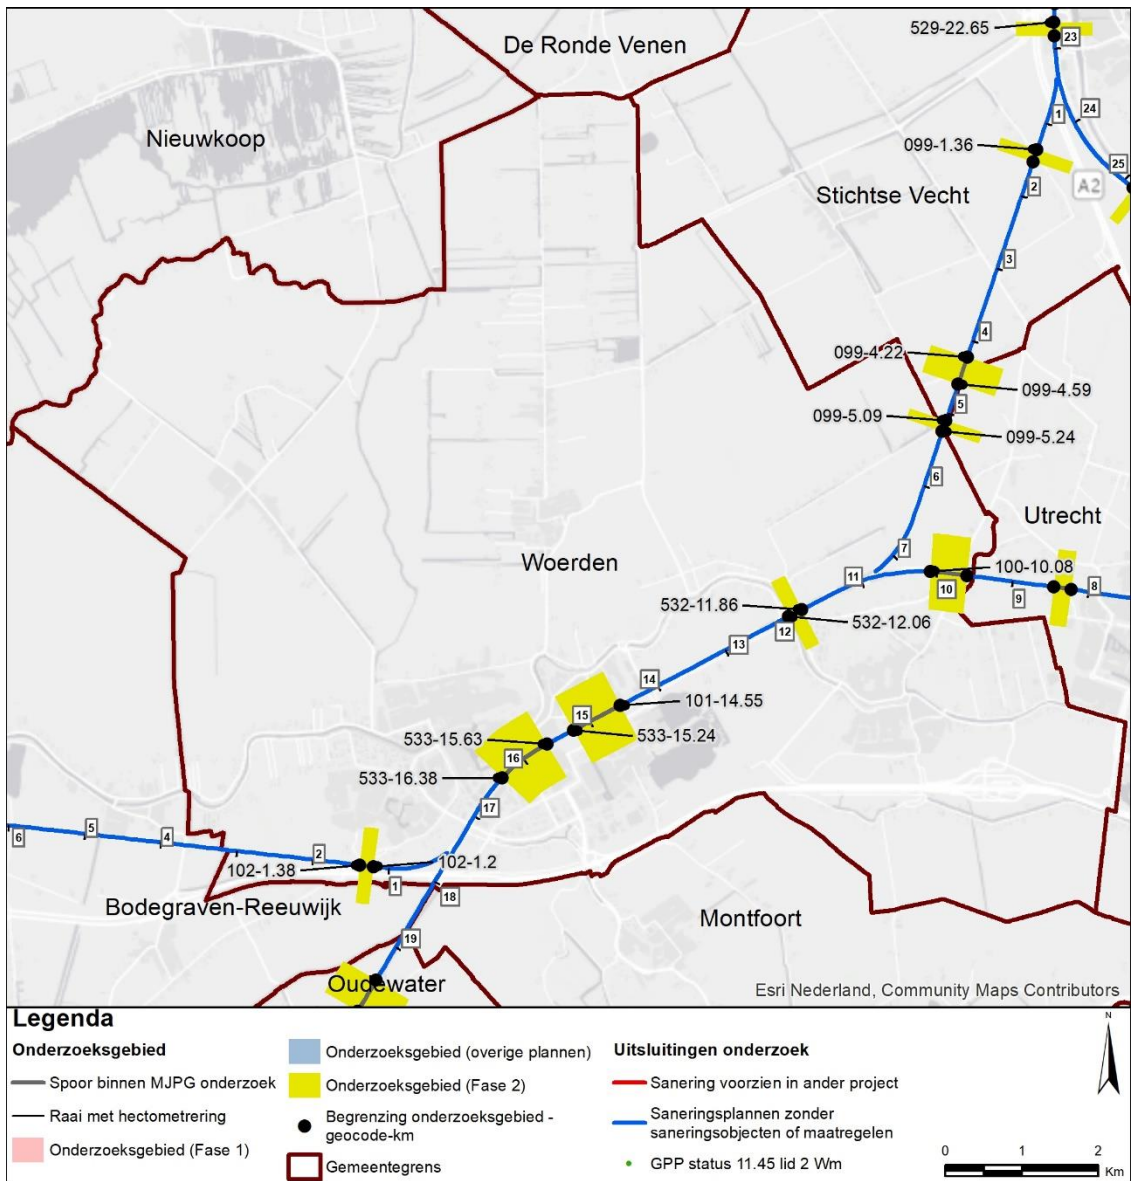 De Ronde Venen
529-22.65
23
Nieuwkoop
24
1
099-1.36
25
A2
2
Stichtse Vecht
3
4
099-4.22
099-4.59
5
099-5.09
099-5.24
6
Utrecht
7
Woerden
11
100-10.08
10
9
8
532-11.86
12
532-12.06
13
14
101-14.55
15
533-15.63
533-15.24
16
533-16.38
17
6
5
4
2
102-1.38
102-1.2
1
18
Bodegraven-Reeuwijk
Montfoort
19
Oudewater
Esri Nederland, Community Maps Contributors
Legenda
Onderzoeksgebied
Spoor binnen MJPG onderzoek
Raai met hectometrering
Onderzoeksgebied (Fase 1)
Onderzoeksgebied (overige plannen)
Onderzoeksgebied (Fase 2)
Begrenzing onderzoeksgebied -
geocode-km
Gemeentegrens
Uitsluitingen onderzoek
Sanering voorzien in ander project
Saneringsplannen zonder
saneringsobjecten of maatregelen
GPP status 11.45 lid 2 Wm
N
0 1 2
Km